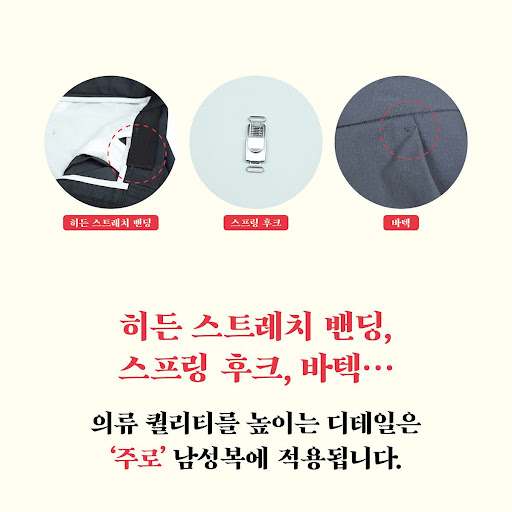 히든 스트래치 밴딩
스프링 후크
바텍
히든 스트레치 밴딩,
스프링 후크, 바텍…
의류 퀄리티를 높이는 디테일은
‘주로’ 남성복에 적용됩니다.